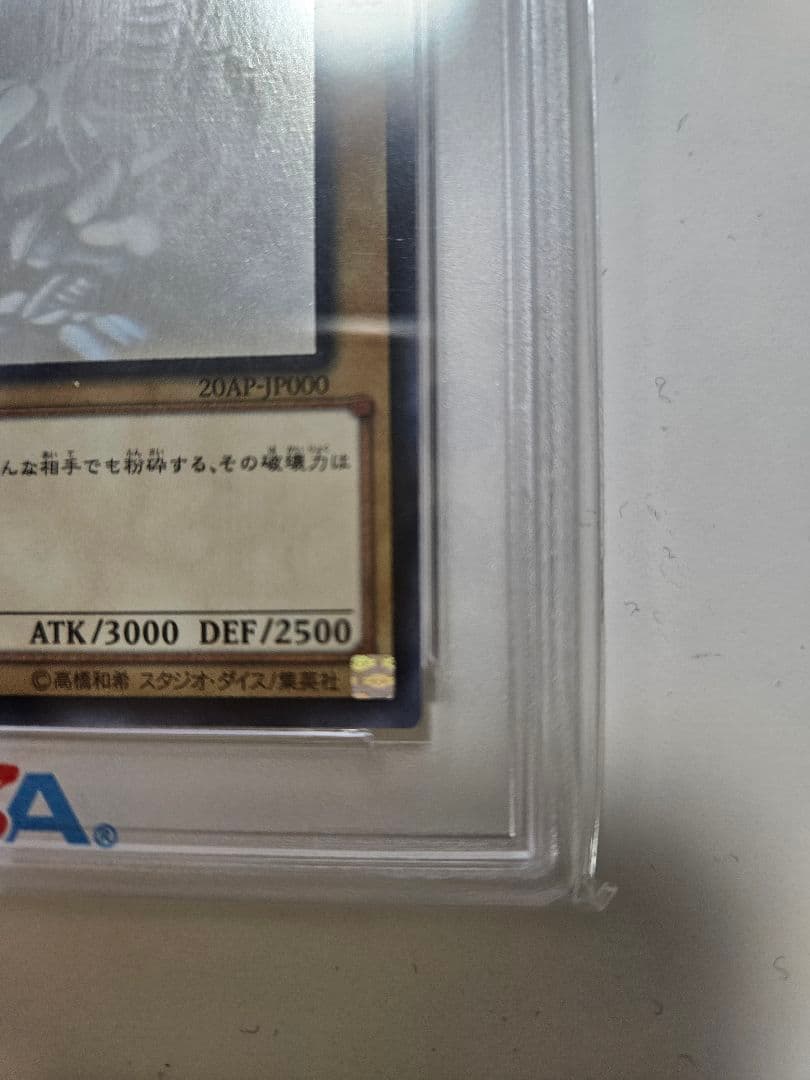 20AP-JP000
んな相手でも粉砕する、その破壊力は
ATK/3000 DEF/2500
©高橋和希 スタジオ・ダイス/集英社
SA®